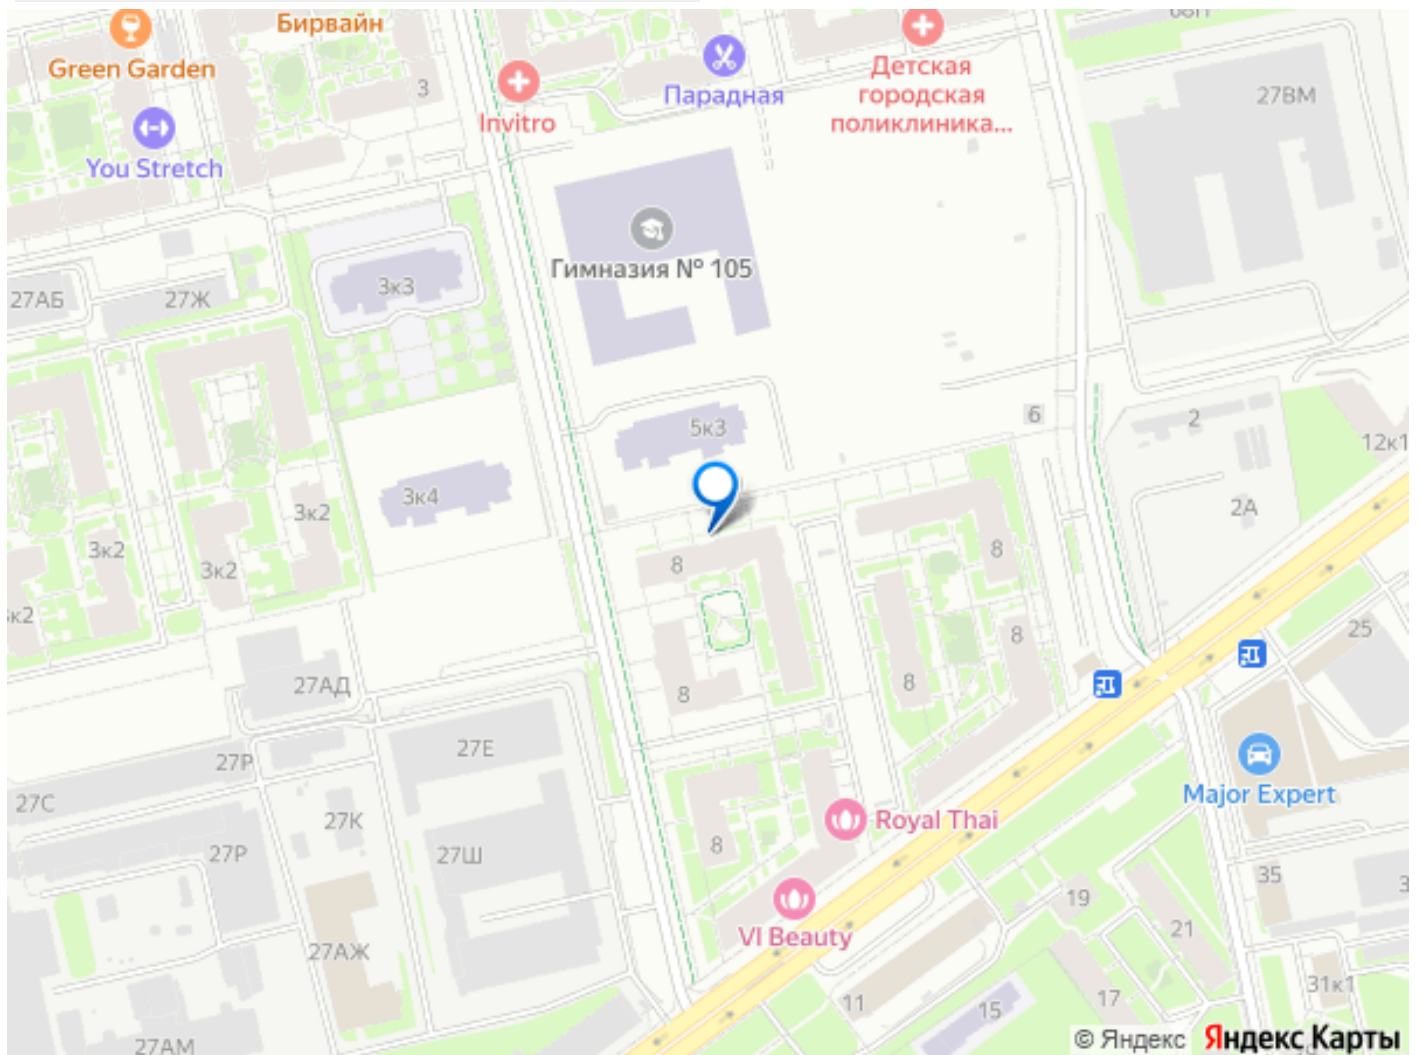 Бирвайн
Green Garden
You Stretch
3
Invitro
Парадная
Детская
городская
поликлиника...
27ВМ
Гимназия № 105
27АБ
27Ж
3к3
5к3
6
2
12к1
3к4
3к2
3к2
3к2
2А
8
8
8
8
8
25
27АД
27Е
27Р
27С
27К
27Р
27Ш
8
Royal Thai
Major Expert
VI Beauty
19
35
21
27АЖ
11
15
17
31к1
27АМ
© Яндекс Яндекс Карты